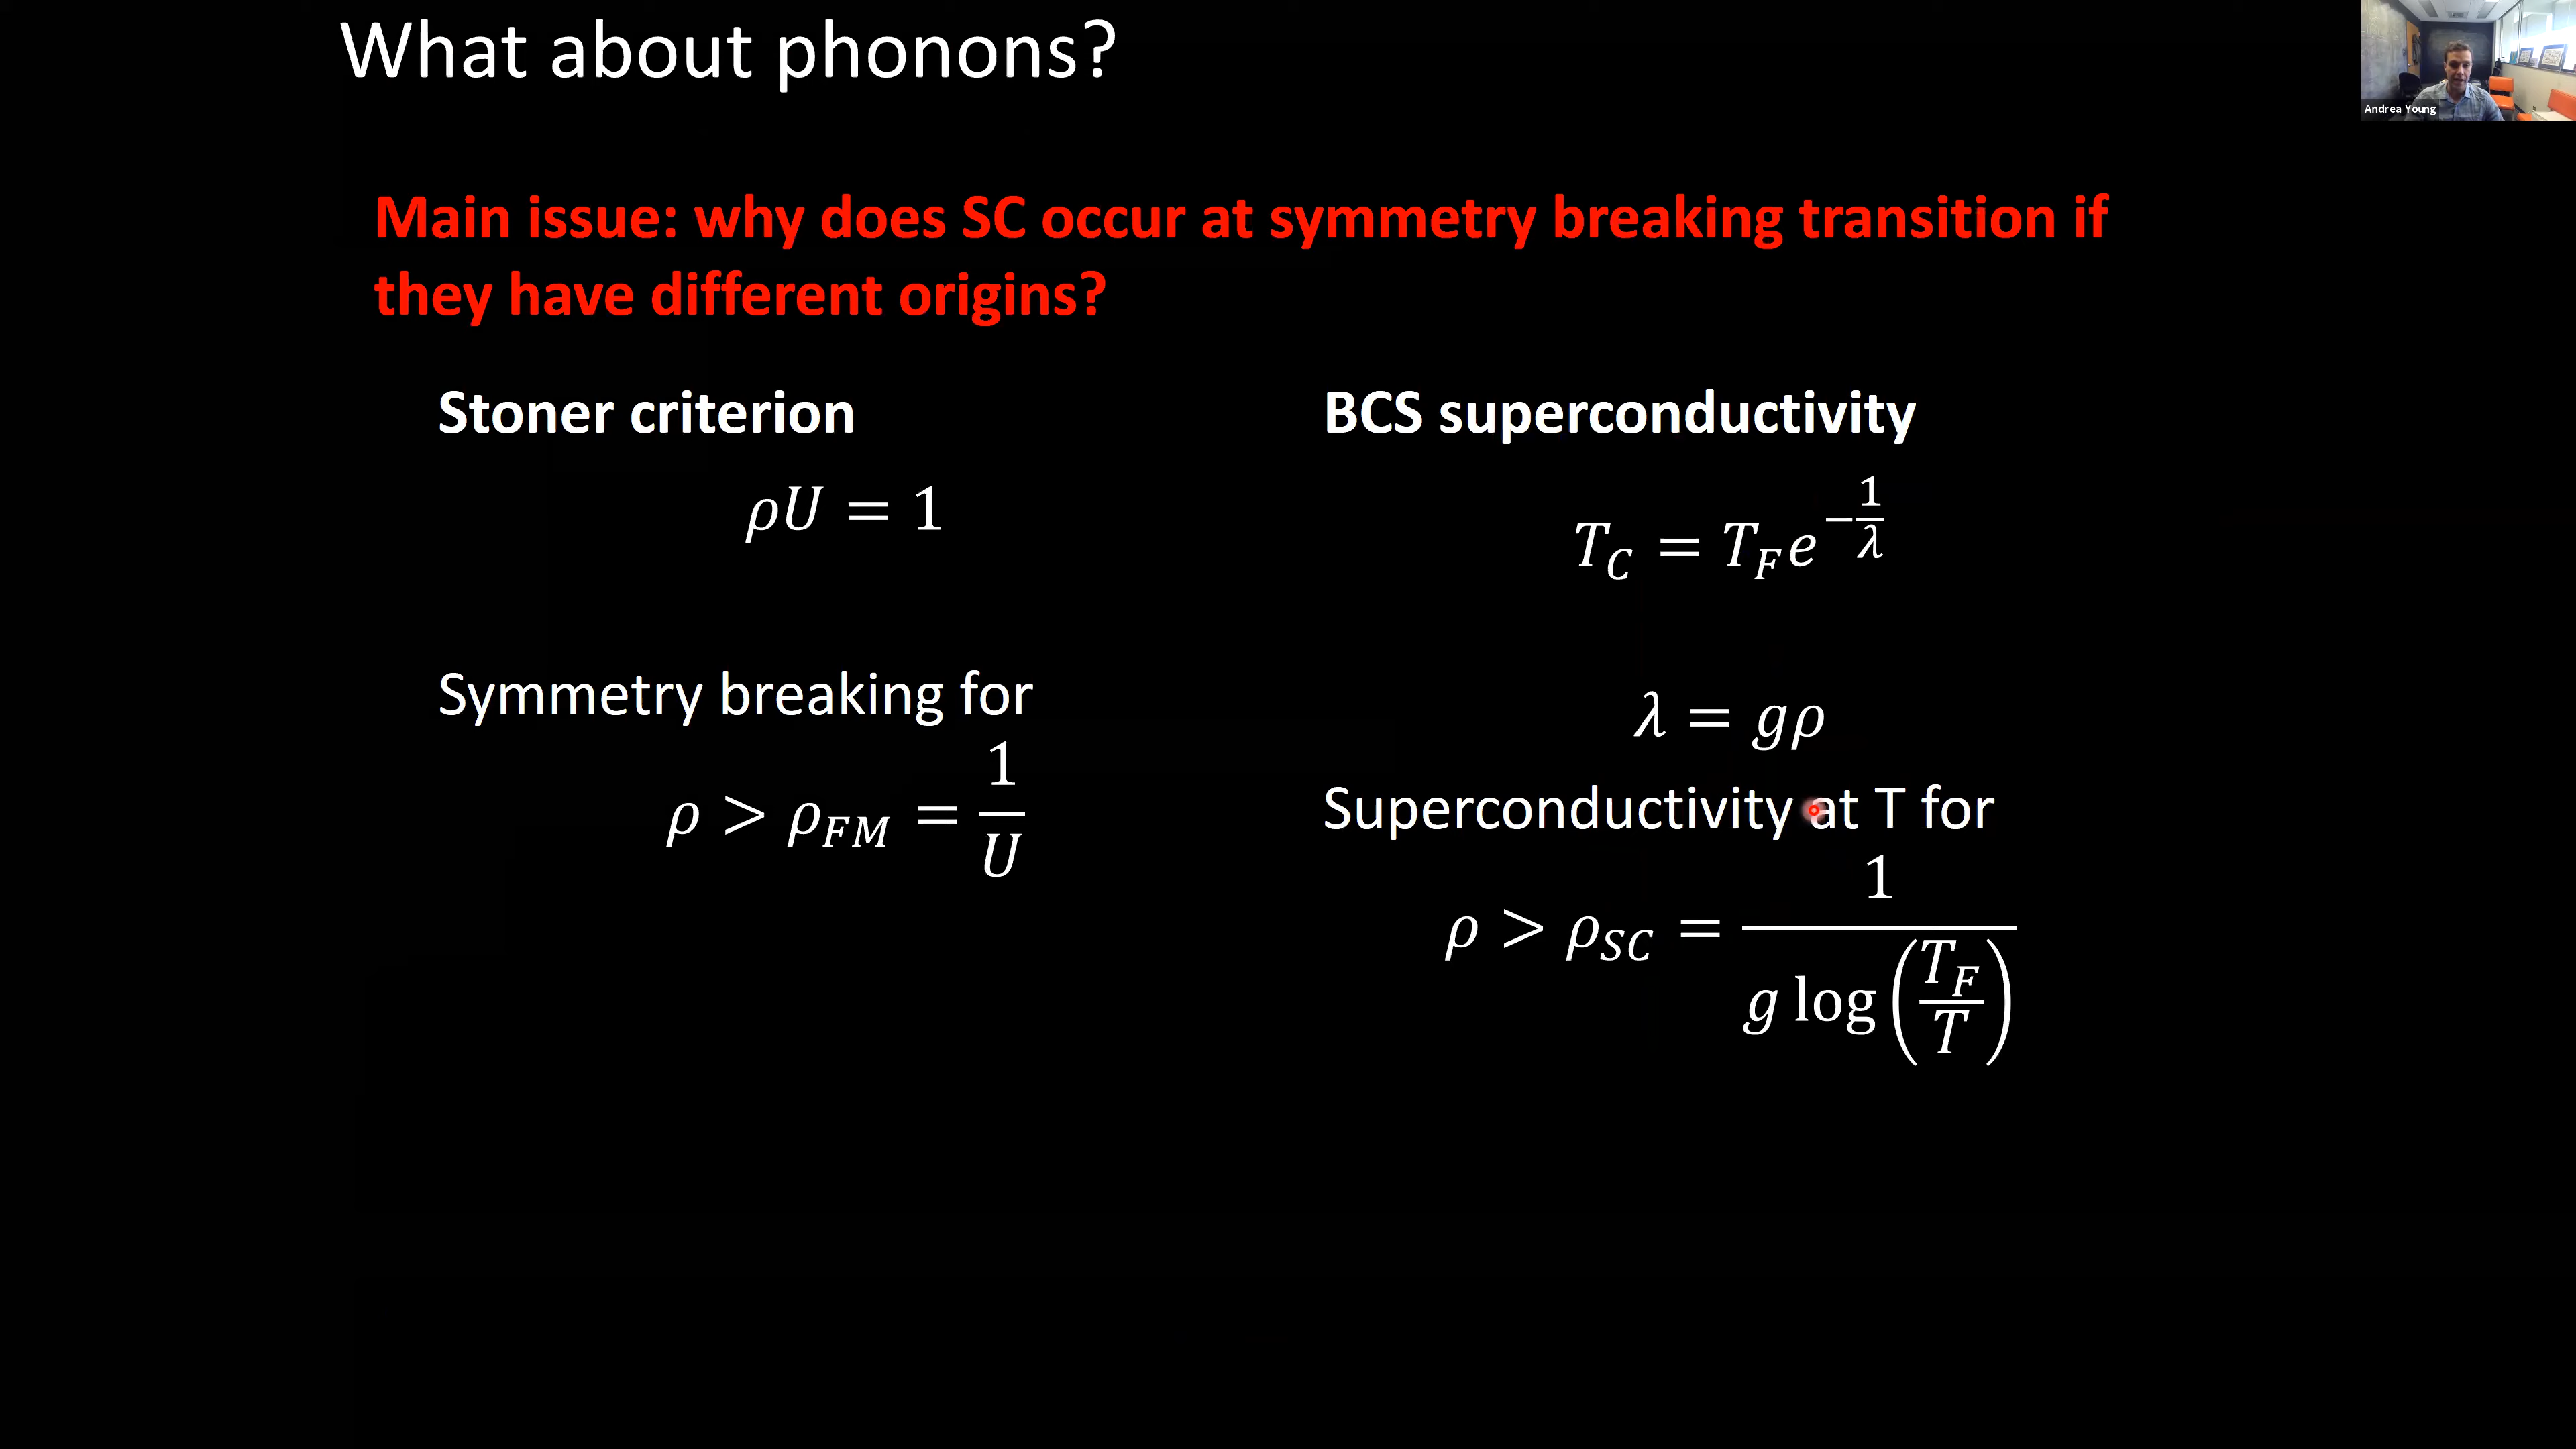 What about phonons?
Andrea Young
Main issue: why does SC occur at symmetry breaking transition if
they have different origins?
Stoner criterion
ρU = 1
Symmetry breaking for
ρ > ρ_FM = 1/U
BCS superconductivity
T_C = T_F e^{-1/λ}
λ = gρ
Superconductivity at T for
ρ > ρ_SC = 1/(g log(T_F/T))